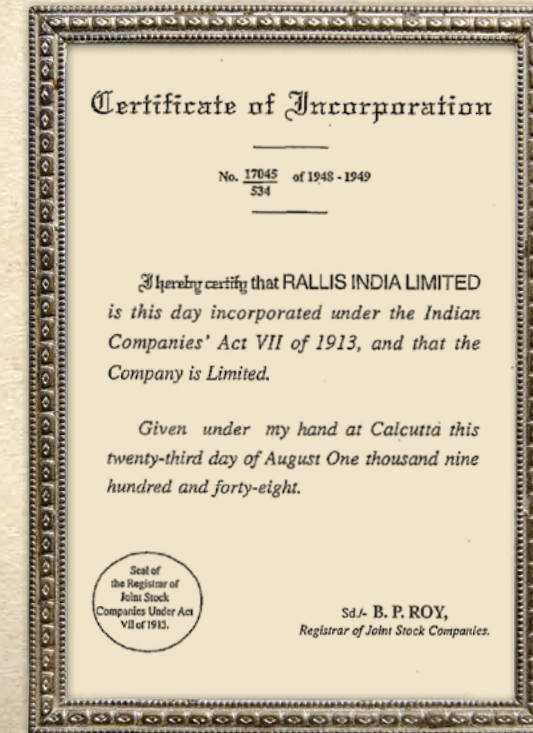 Certificate of Incorporation
No. 17045/534 of 1948 - 1949
I hereby certify that RALLIS INDIA LIMITED
is this day incorporated under the Indian
Companies' Act VII of 1913, and that the
Company is Limited.
Given under my hand at Calcutta this
twenty-third day of August One thousand nine
hundred and forty-eight.
Seal of
the Registrar of
Joint Stock
Companies Under Act
VII of 1913.
Sd./- B. P. ROY,
Registrar of Joint Stock Companies.